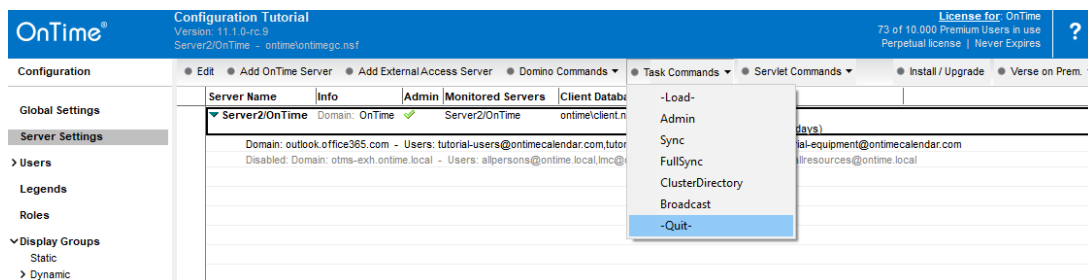 OnTime®
Configuration Tutorial
Version: 11.1.0-rc.9
Server2/OnTime - ontime\ontimegc.nsf
License for: OnTime
73 of 10.000 Premium Users in use
Perpetual license | Never Expires
?
Configuration
Edit Add OnTime Server Add External Access Server Domino Commands Task Commands Servlet Commands Install / Upgrade Verse on Prem.
Global Settings
Server Settings
Users
Legends
Roles
Display Groups
Static
Dynamic
Server Name Info Admin Monitored Servers Client Databa
Server2/OnTime Domain: OnTime Server2/OnTime ontime\client.n
days)
Domain: outlook.office365.com - Users: tutorial-users@ontimecalendar.com,tutor ial-equipment@ontimecalendar.com
Disabled: Domain: otms-exh.ontime.local - Users: allpersons@ontime.local,lmc@ allresources@ontime.local
-Load-
Admin
Sync
FullSync
ClusterDirectory
Broadcast
-Quit-